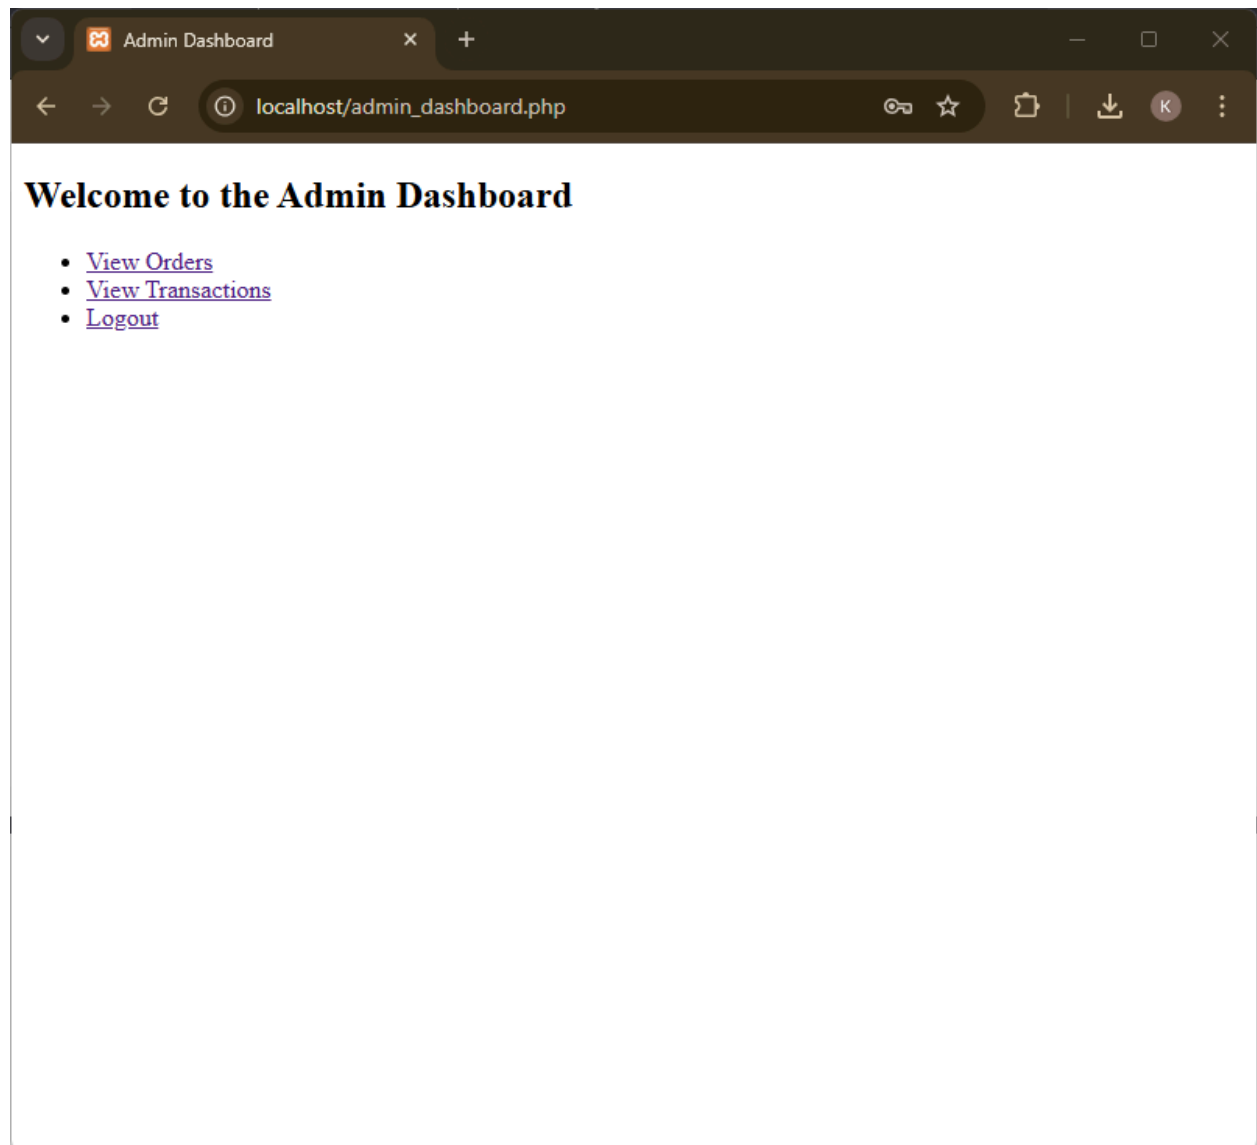 Admin Dashboard
localhost/admin_dashboard.php
K
Welcome to the Admin Dashboard
View Orders
View Transactions
Logout